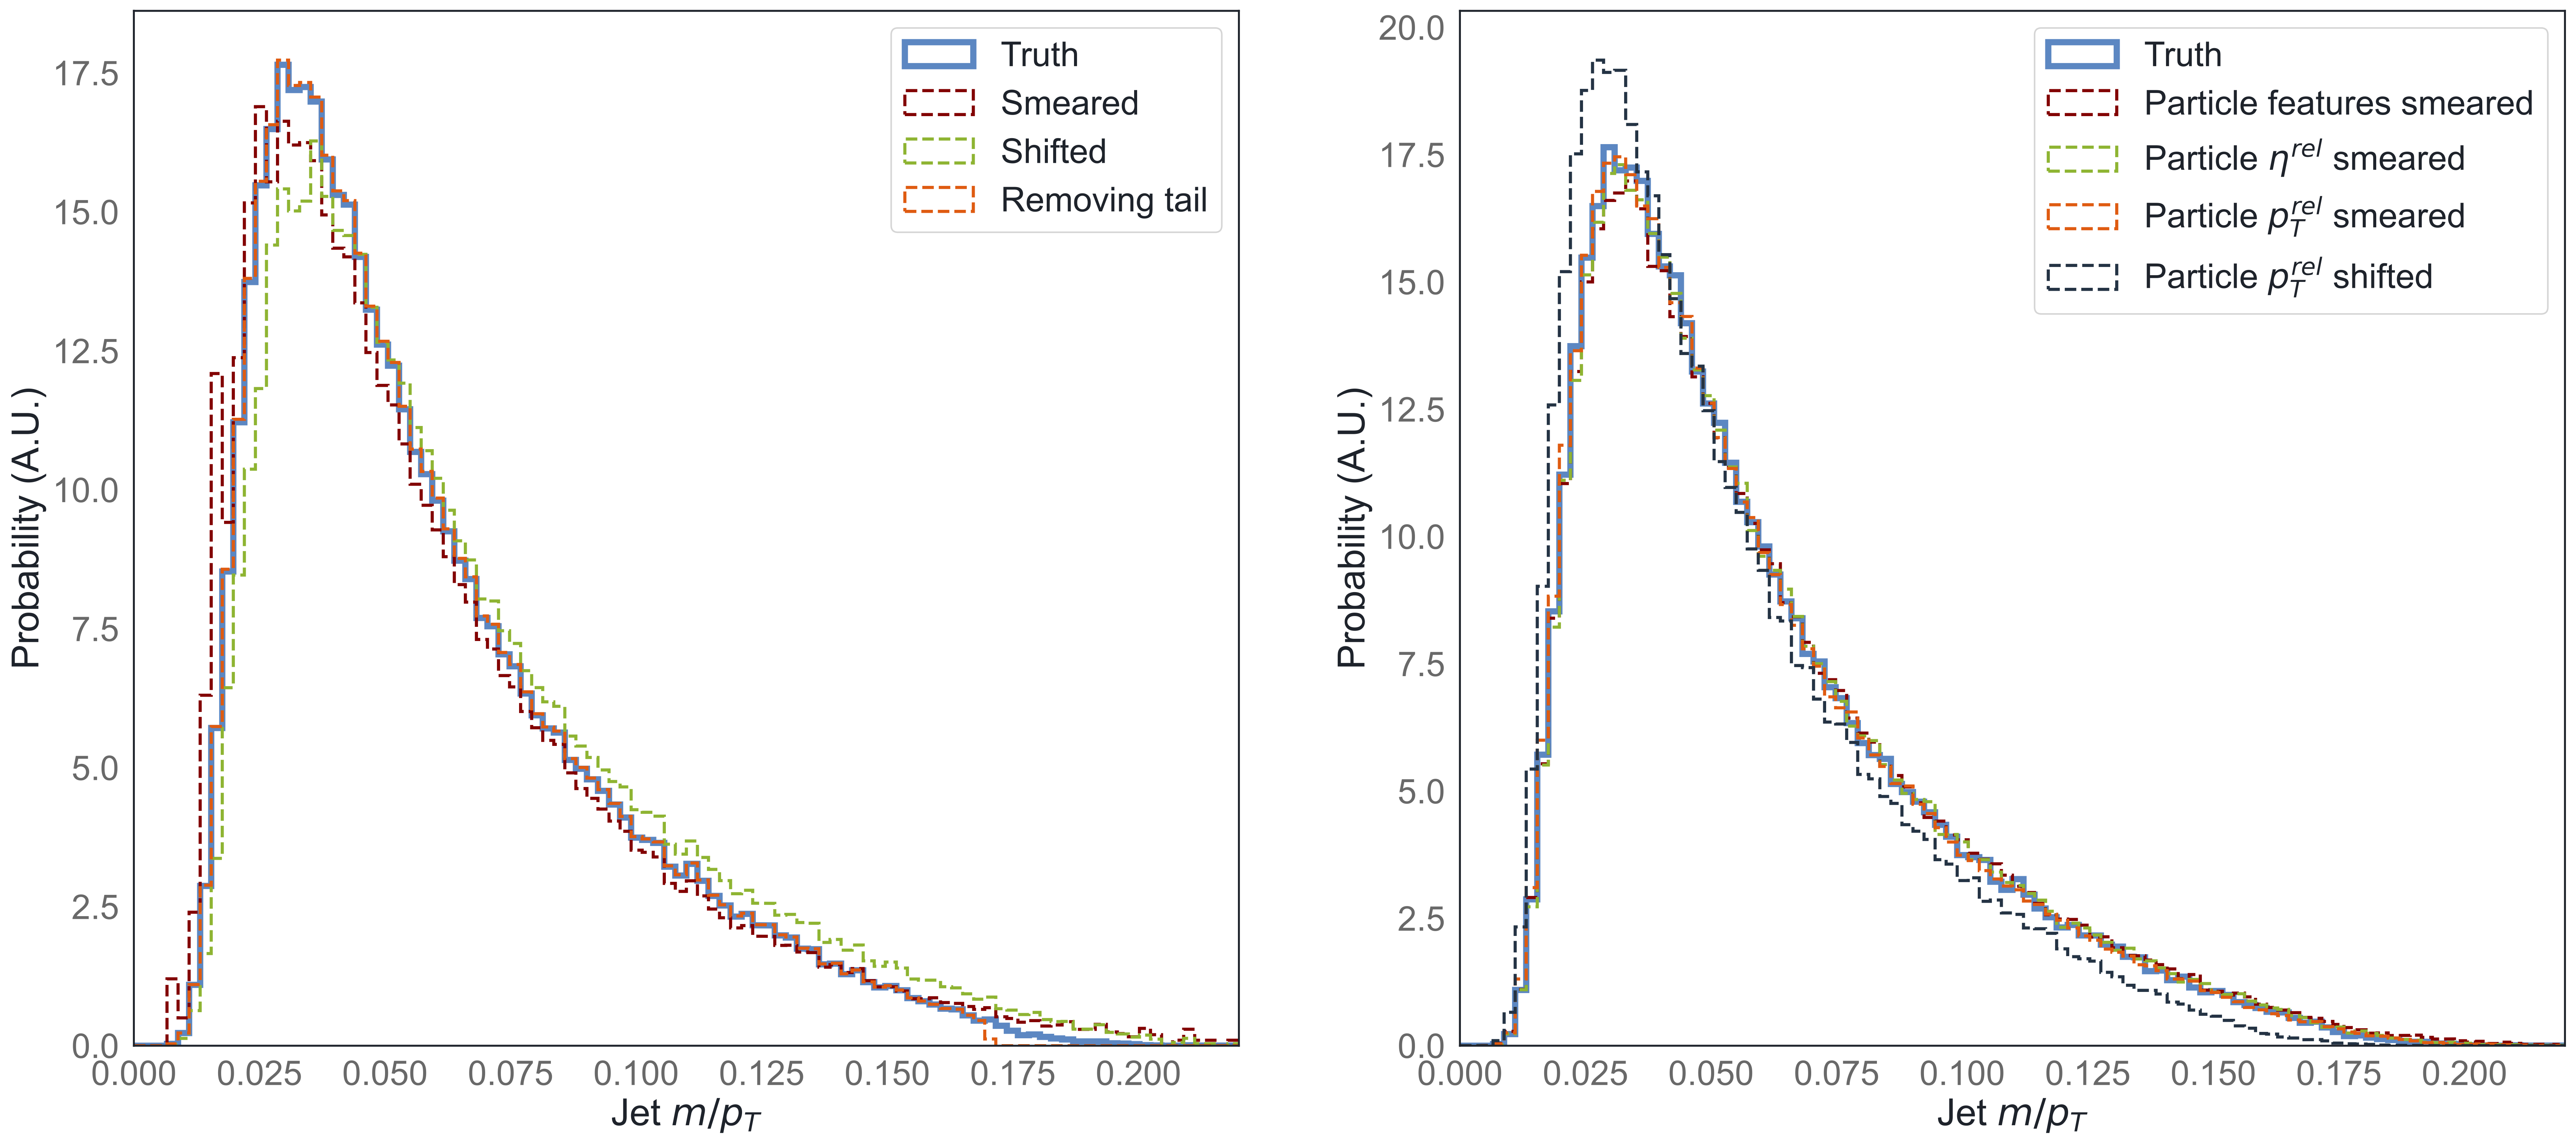 Probability (A.U.)
17.5
15.0
12.5
10.0
7.5
5.0
2.5
0.0
Truth
Smeared
Shifted
Removing tail
0.000 0.025 0.050 0.075 0.100 0.125 0.150 0.175 0.200
Jet m/p_T
Probability (A.U.)
20.0
17.5
15.0
12.5
10.0
7.5
5.0
2.5
0.0
Truth
Particle features smeared
Particle η^{rel} smeared
Particle p_T^{rel} smeared
Particle p_T^{rel} shifted
0.000 0.025 0.050 0.075 0.100 0.125 0.150 0.175 0.200
Jet m/p_T